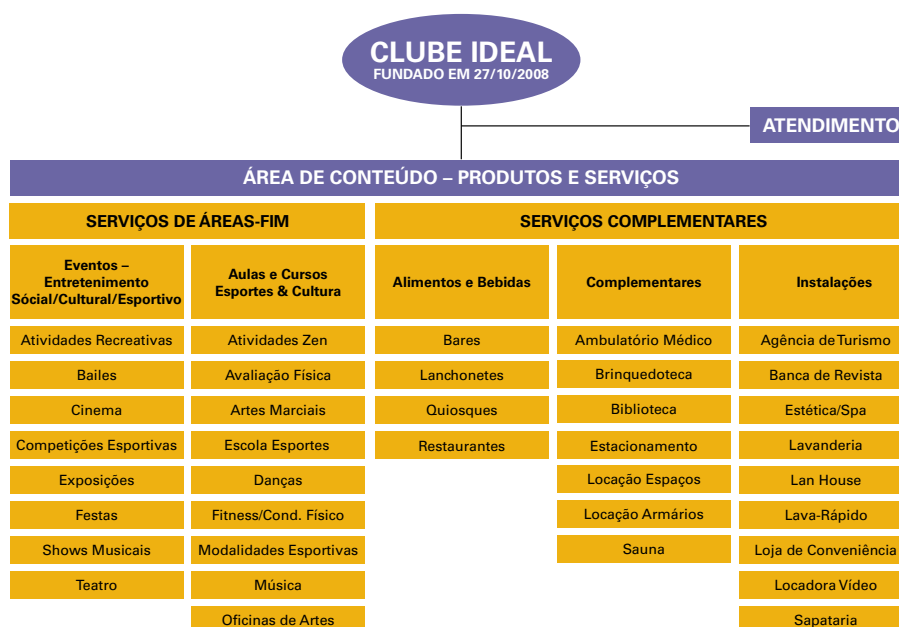 CLUBE IDEAL
FUNDADO EM 27/10/2008
ATENDIMENTO
ÁREA DE CONTEÚDO – PRODUTOS E SERVIÇOS
SERVIÇOS DE ÁREAS-FIM
SERVIÇOS COMPLEMENTARES
Eventos –
Entretenimento
Sócial/Cultural/Esportivo
Atividades Recreativas
Bailes
Cinema
Competições Esportivas
Exposições
Festas
Shows Musicais
Teatro
Aulas e Cursos
Esportes & Cultura
Atividades Zen
Avaliação Física
Artes Marciais
Escola Esportes
Danças
Fitness/Cond. Físico
Modalidades Esportivas
Música
Oficinas de Artes
Alimentos e Bebidas
Bares
Lanchonetes
Quiosques
Restaurantes
Complementares
Ambulatório Médico
Brinquedoteca
Biblioteca
Estacionamento
Locação Espaços
Locação Armários
Sauna
Instalações
Agência de Turismo
Banca de Revista
Estética/Spa
Lavanderia
Lan House
Lava-Rápido
Loja de Conveniência
Locadora Vídeo
Sapataria